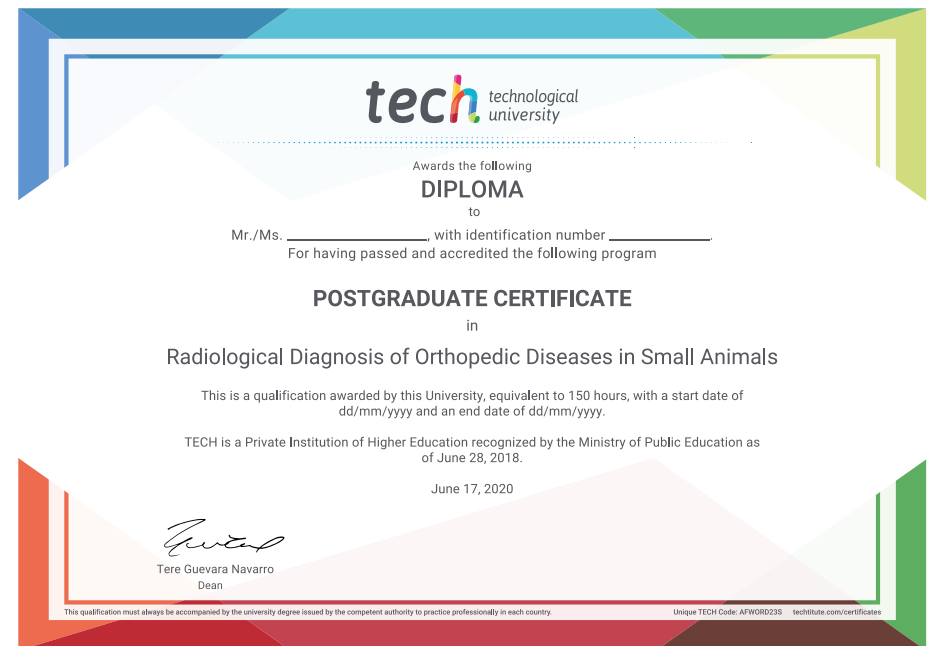 tech technological
university
Awards the following
DIPLOMA
to
Mr./Ms. ____________________, with identification number ______________.
For having passed and accredited the following program
POSTGRADUATE CERTIFICATE
in
Radiological Diagnosis of Orthopedic Diseases in Small Animals
This is a qualification awarded by this University, equivalent to 150 hours, with a start date of
dd/mm/yyyy and an end date of dd/mm/yyyy.
TECH is a Private Institution of Higher Education recognized by the Ministry of Public Education as
of June 28, 2018.
June 17, 2020
Tere Guevara Navarro
Dean
This qualification must always be accompanied by the university degree issued by the competent authority to practice professionally in each country.
Unique TECH Code: AFWORD23S techtitute.com/certificates